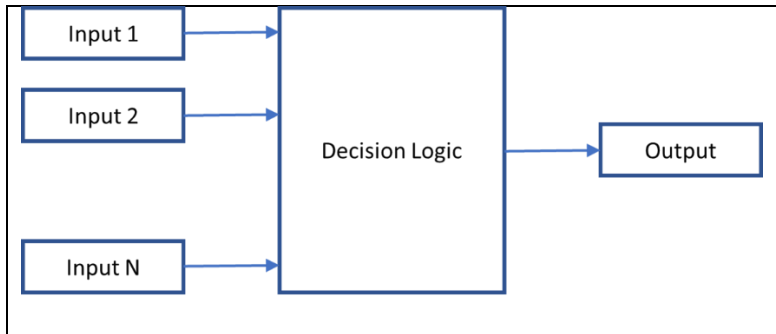 Input 1
Input 2
Decision Logic
Output
Input N